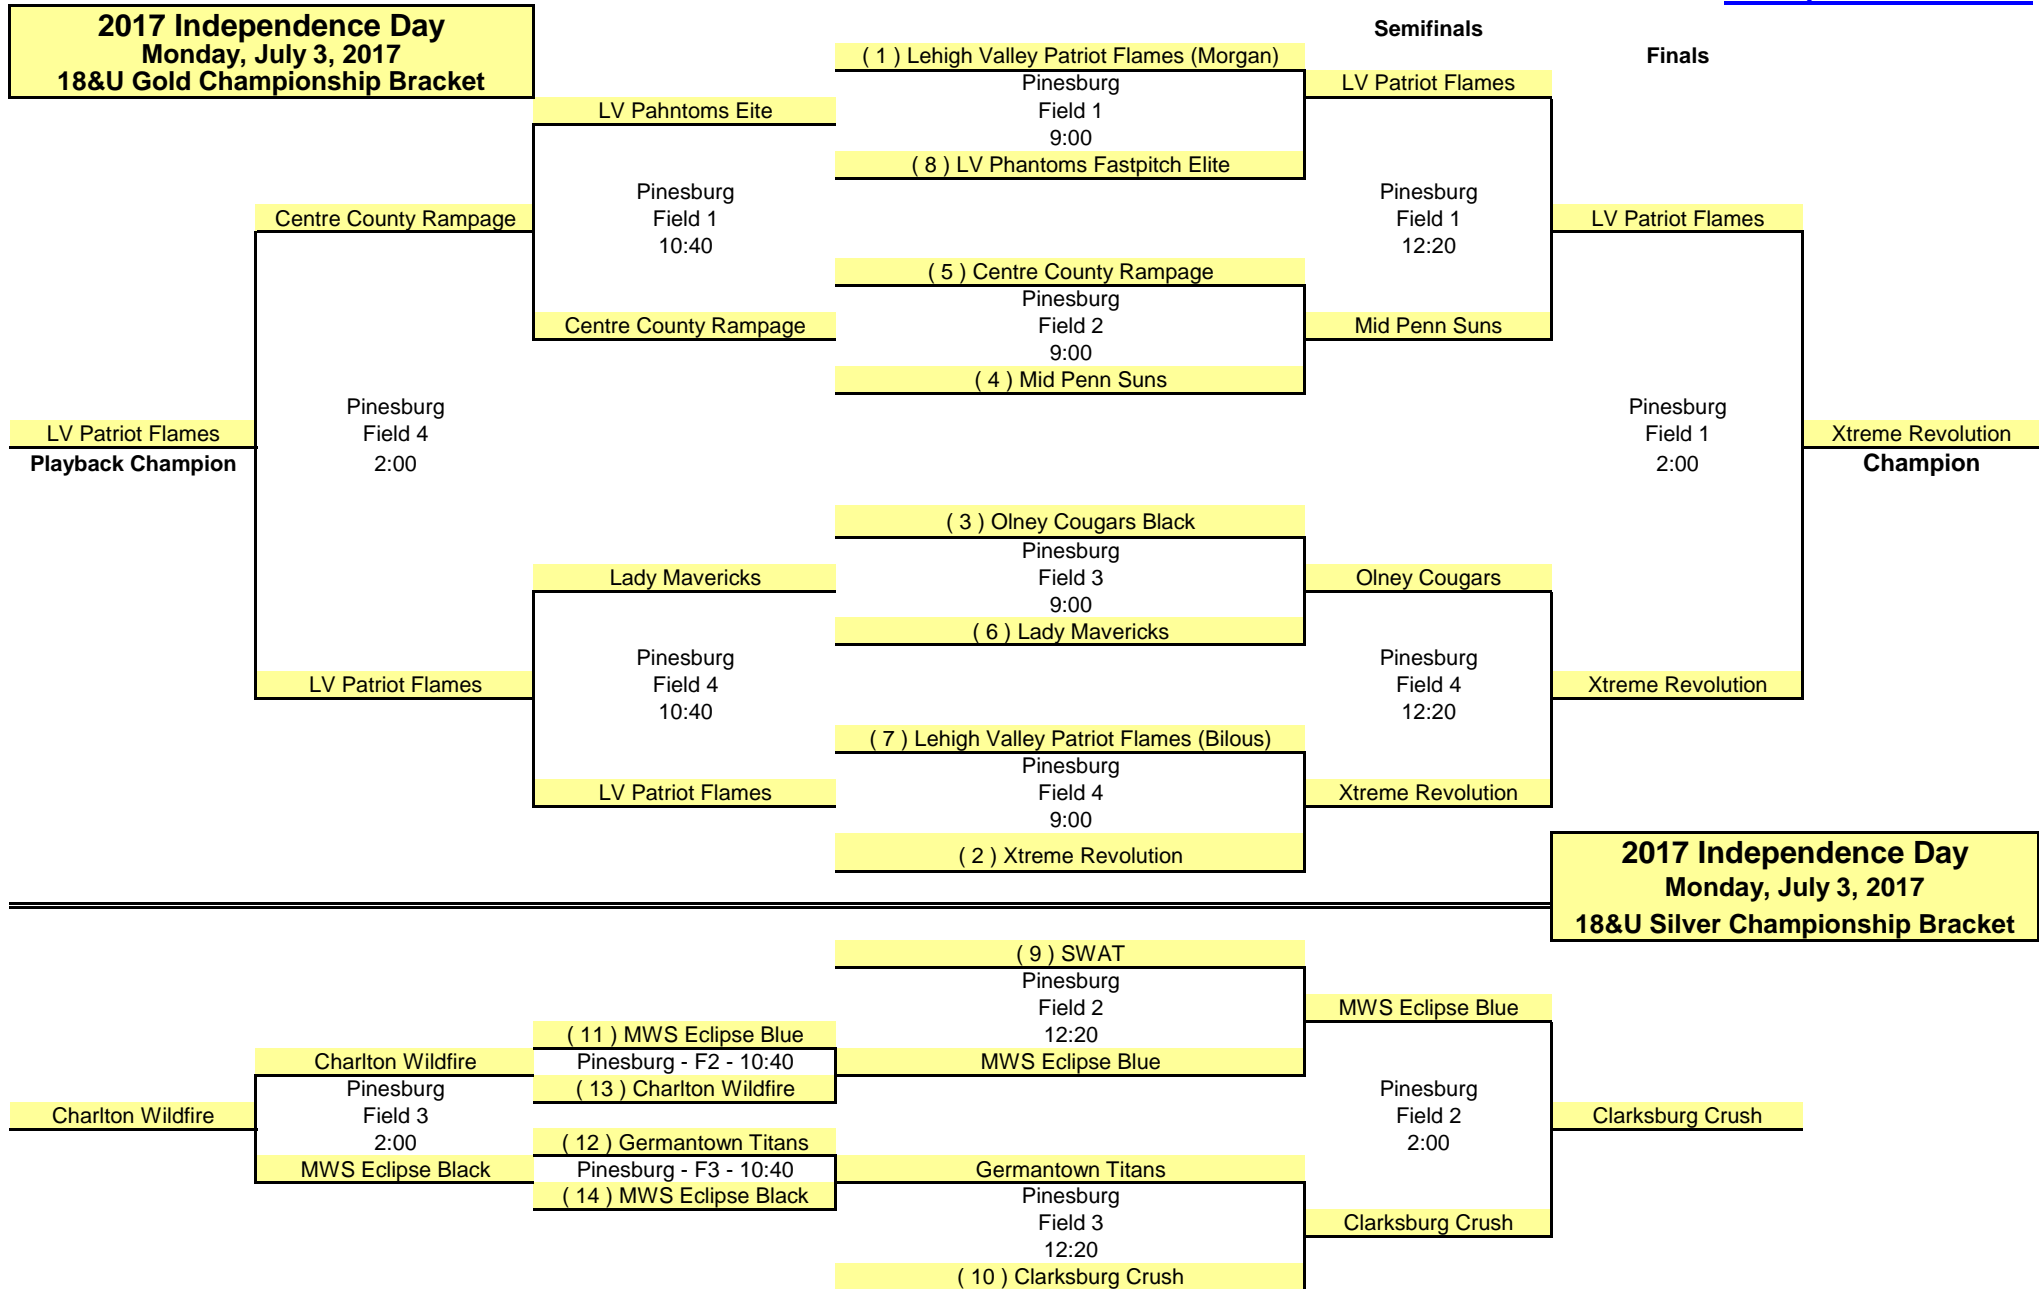 2017 Independence Day
Monday, July 3, 2017
18&U Gold Championship Bracket
Semifinals
Finals
( 1 ) Lehigh Valley Patriot Flames (Morgan)
Pinesburg
Field 1
9:00
( 8 ) LV Phantoms Fastpitch Elite
LV Patriot Flames
LV Pahntoms Eite
Pinesburg
Field 1
10:40
Centre County Rampage
Centre County Rampage
( 5 ) Centre County Rampage
Pinesburg
Field 2
9:00
( 4 ) Mid Penn Suns
Pinesburg
Field 1
12:20
Mid Penn Suns
LV Patriot Flames
LV Patriot Flames
Playback Champion
Pinesburg
Field 4
2:00
Pinesburg
Field 1
2:00
Xtreme Revolution
Champion
( 3 ) Olney Cougars Black
Pinesburg
Field 3
9:00
( 6 ) Lady Mavericks
Lady Mavericks
Olney Cougars
LV Patriot Flames
Pinesburg
Field 4
10:40
Pinesburg
Field 4
12:20
Xtreme Revolution
( 7 ) Lehigh Valley Patriot Flames (Bilous)
Pinesburg
Field 4
9:00
( 2 ) Xtreme Revolution
LV Patriot Flames
Xtreme Revolution
2017 Independence Day
Monday, July 3, 2017
18&U Silver Championship Bracket
( 9 ) SWAT
Pinesburg
Field 2
12:20
MWS Eclipse Blue
MWS Eclipse Blue
( 11 ) MWS Eclipse Blue
Pinesburg - F2 - 10:40
( 13 ) Charlton Wildfire
Charlton Wildfire
Pinesburg
Field 3
2:00
MWS Eclipse Black
Charlton Wildfire
( 12 ) Germantown Titans
Pinesburg - F3 - 10:40
( 14 ) MWS Eclipse Black
Germantown Titans
Pinesburg
Field 3
12:20
( 10 ) Clarksburg Crush
Pinesburg
Field 2
2:00
Clarksburg Crush
Clarksburg Crush